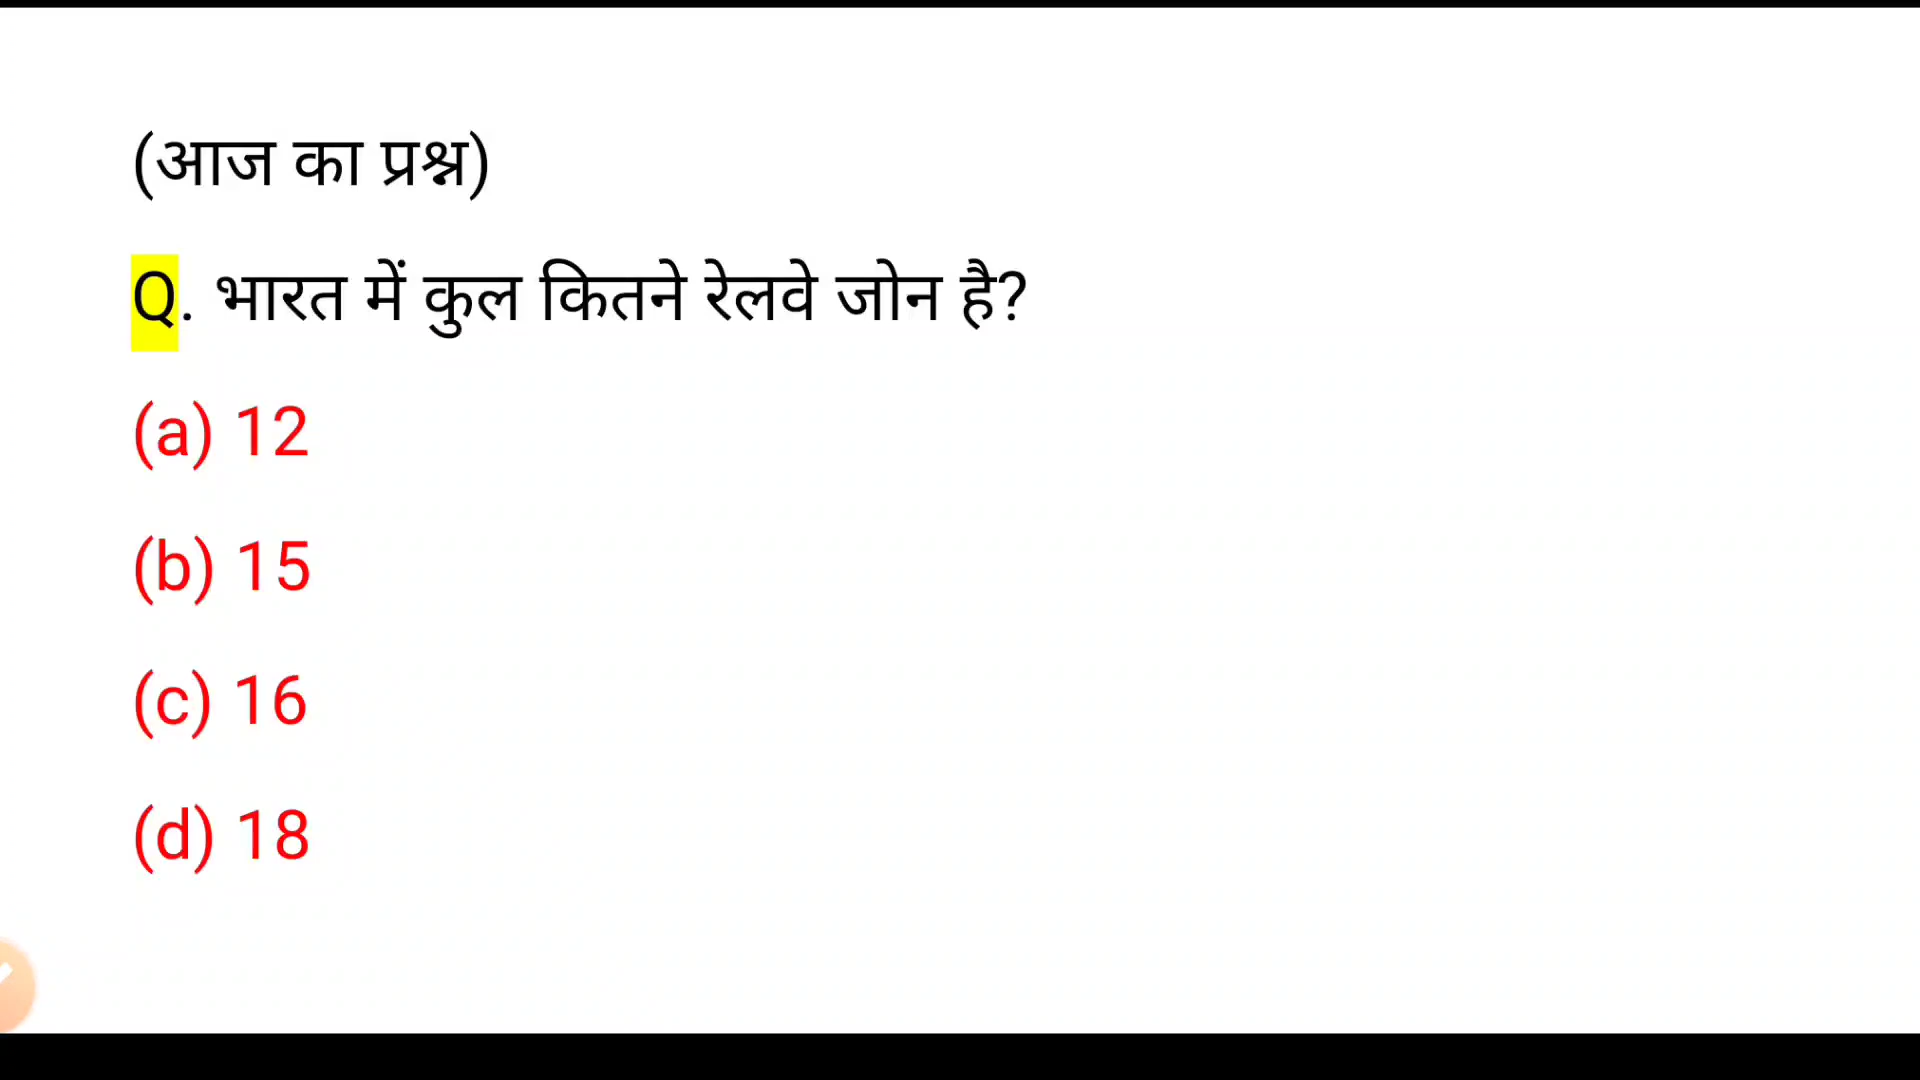 (आज का प्रश्न)
Q. भारत में कुल कितने रेलवे जोन है?
(a) 12
(b) 15
(c) 16
(d) 18